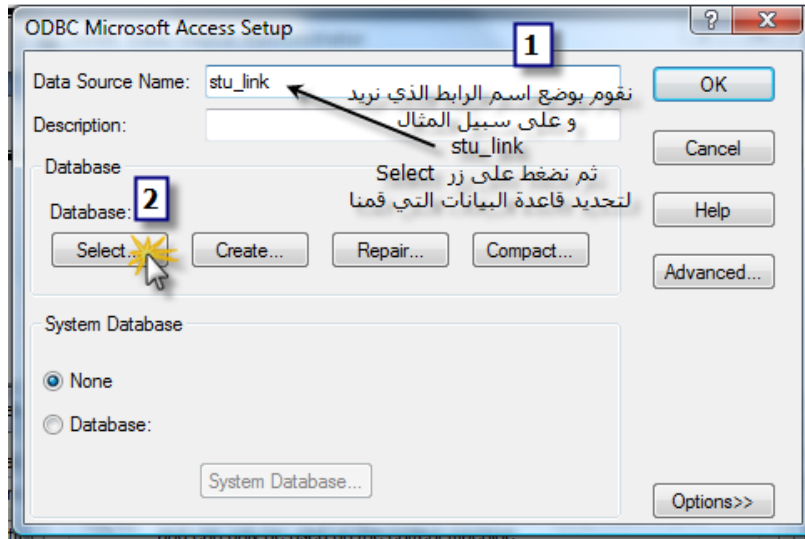 ODBC Microsoft Access Setup
1
Data Source Name: stu_link
نقوم بوضع اسم الرابط الذي نريد
و على سبيل المثال
stu_link
ثم نضغط على زر Select
لتحديد قاعدة البيانات التي قمنا
OK
Description:
Cancel
Database
Database:
2
Help
Select...
Create...
Repair...
Compact...
Advanced...
System Database
None
Database:
System Database...
Options>>